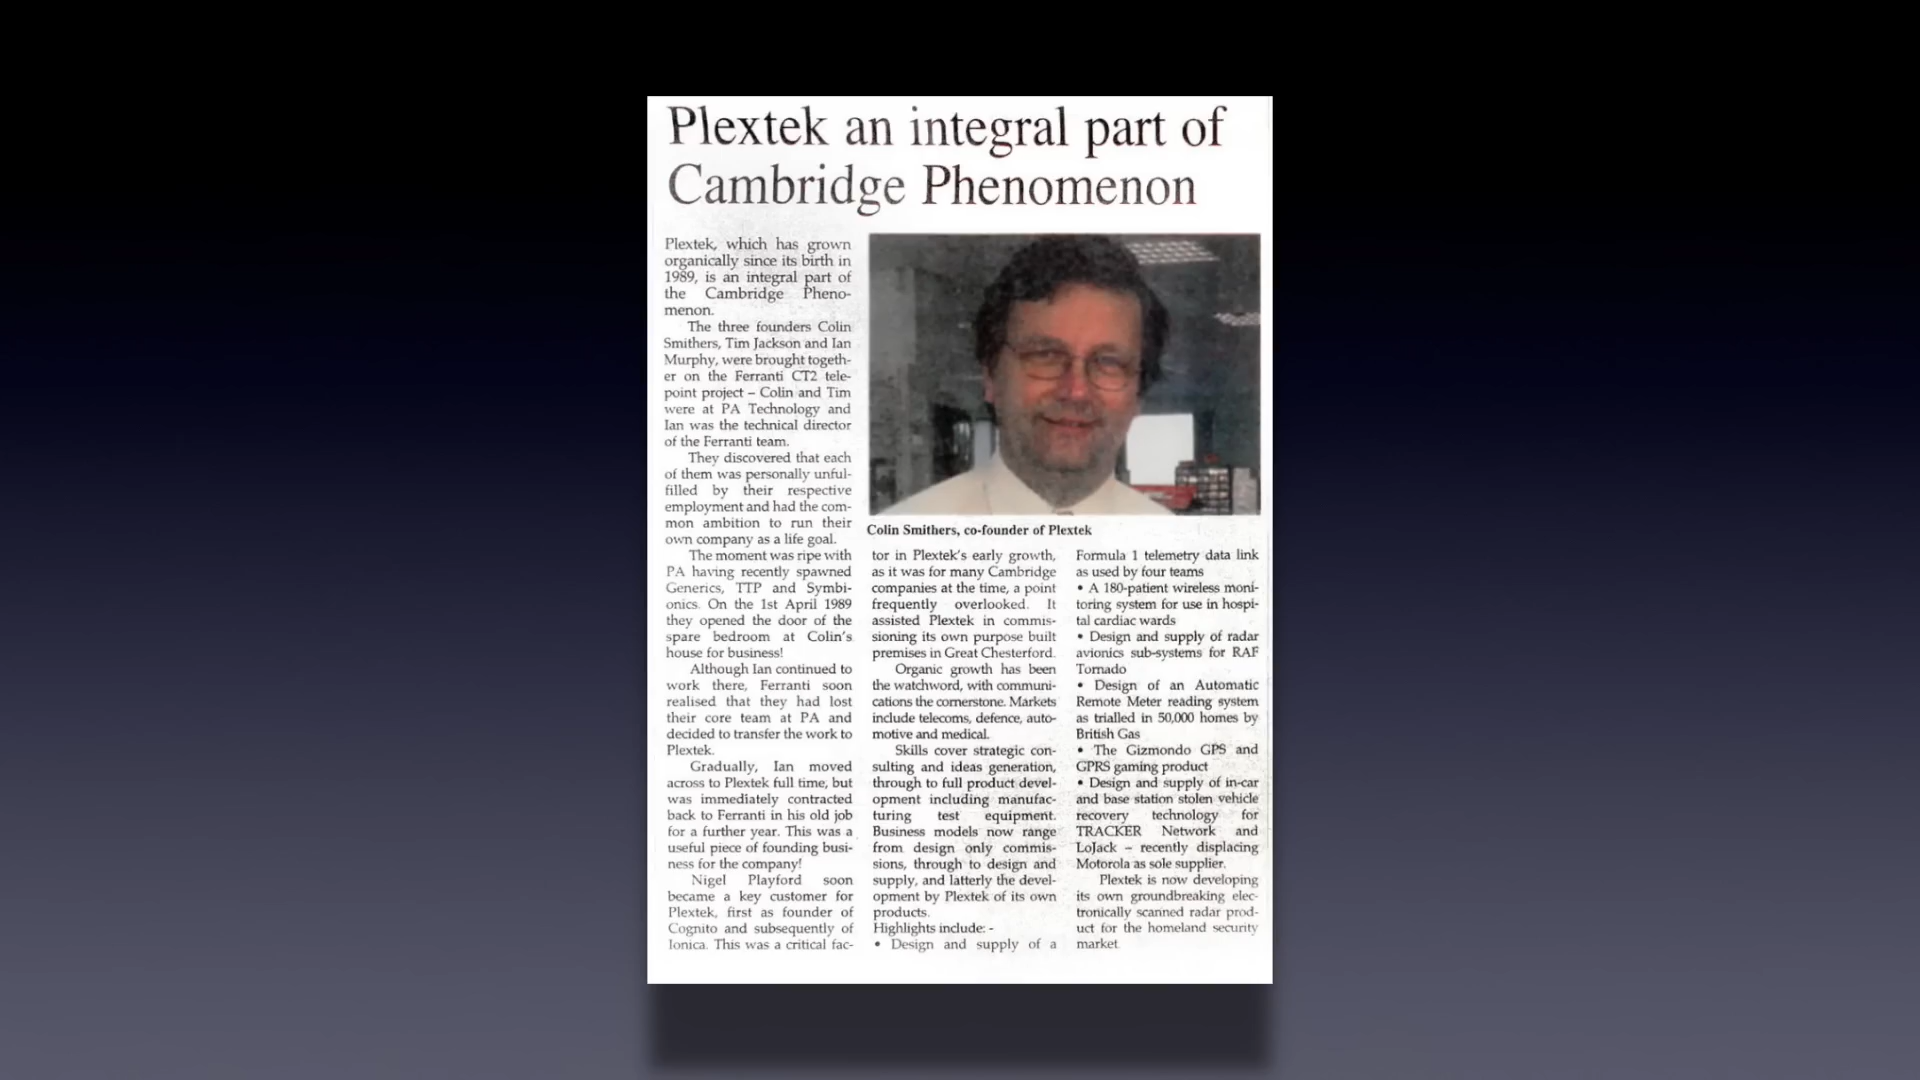 Plextek an integral part of
Cambridge Phenomenon
Plextek, which has grown
organically since its birth in
1989, is an integral part of
the Cambridge Pheno-
menon.
The three founders Colin
Smithers, Tim Jackson and Ian
Murphy, were brought togeth-
er on the Ferranti CT2 tele-
point project – Colin and Tim
were at PA Technology and
Ian was the technical director
of the Ferranti team.
They discovered that each
of them was personally unful-
filled by their respective
employment and had the com-
mon ambition to run their
own company as a life goal.
The moment was ripe with
PA having recently spawned
Generics, TTP and Symbi-
onics. On the 1st April 1989
they opened the door of the
spare bedroom at Colin's
house for business!
Although Ian continued to
work there, Ferranti soon
realised that they had lost
their core team at PA and
decided to transfer the work to
Plextek.
Gradually, Ian moved
across to Plextek full time, but
was immediately contracted
back to Ferranti in his old job
for a further year. This was a
useful piece of founding busi-
ness for the company!
Nigel Playford soon
became a key customer for
Plextek, first as founder of
Cognito and subsequently of
Ionica. This was a critical fac-
Colin Smithers, co-founder of Plextek
tor in Plextek's early growth,
as it was for many Cambridge
companies at the time, a point
frequently overlooked. It
assisted Plextek in commis-
sioning its own purpose built
premises in Great Chesterford.
Organic growth has been
the watchword, with communi-
cations the cornerstone. Markets
include telecoms, defence, auto-
motive and medical.
Skills cover strategic con-
sulting and ideas generation,
through to full product devel-
opment including manufac-
turing test equipment.
Business models now range
from design only commis-
sions, through to design and
supply, and latterly the devel-
opment by Plextek of its own
products.
Highlights include: -
• Design and supply of a
Formula 1 telemetry data link
as used by four teams
• A 180-patient wireless moni-
toring system for use in hospi-
tal cardiac wards
• Design and supply of radar
avionics sub-systems for RAF
Tornado
• Design of an Automatic
Remote Meter reading system
as trialled in 50,000 homes by
British Gas
• The Gizmondo GPS and
GPRS gaming product
• Design and supply of in-car
and base station stolen vehicle
recovery technology for
TRACKER Network and
LoJack – recently displacing
Motorola as sole supplier.
Plextek is now developing
its own groundbreaking elec-
tronically scanned radar prod-
uct for the homeland security
market